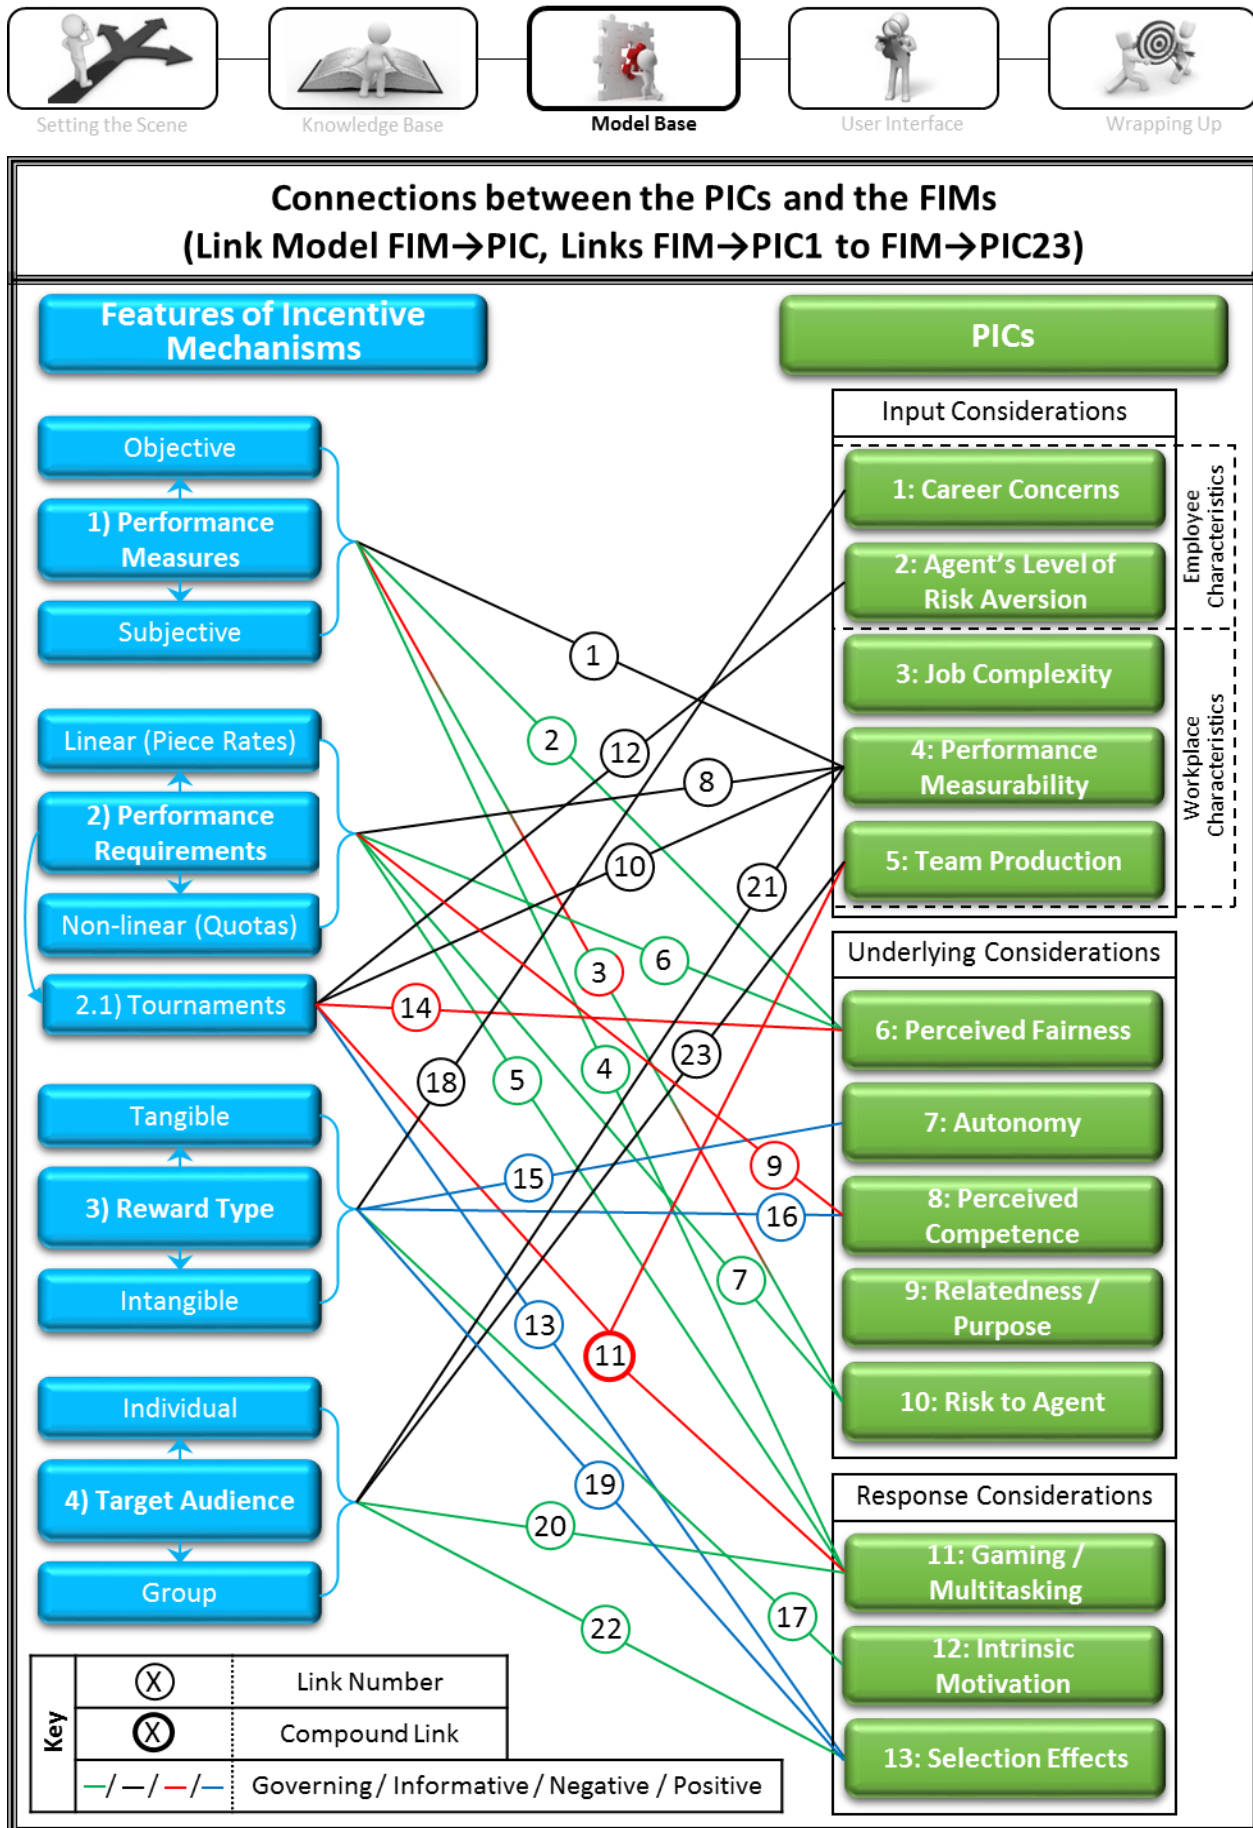 Setting the Scene
Knowledge Base
Model Base
User Interface
Wrapping Up
Connections between the PICs and the FIMs
(Link Model FIM→PIC, Links FIM→PIC1 to FIM→PIC23)
Features of Incentive
Mechanisms
PICs
Objective
1) Performance
Measures
Subjective
Linear (Piece Rates)
2) Performance
Requirements
Non-linear (Quotas)
2.1) Tournaments
Tangible
3) Reward Type
Intangible
Individual
4) Target Audience
Group
1
2
12
8
10
21
6
3
14
23
4
5
18
9
15
16
7
13
11
19
20
17
22
Input Considerations
1: Career Concerns
2: Agent's Level of
Risk Aversion
3: Job Complexity
4: Performance
Measurability
5: Team Production
Employee
Characteristics
Workplace
Characteristics
Underlying Considerations
6: Perceived Fairness
7: Autonomy
8: Perceived
Competence
9: Relatedness /
Purpose
10: Risk to Agent
Response Considerations
11: Gaming /
Multitasking
12: Intrinsic
Motivation
13: Selection Effects
Key
X Link Number
X Compound Link
–/–/–/– Governing / Informative / Negative / Positive